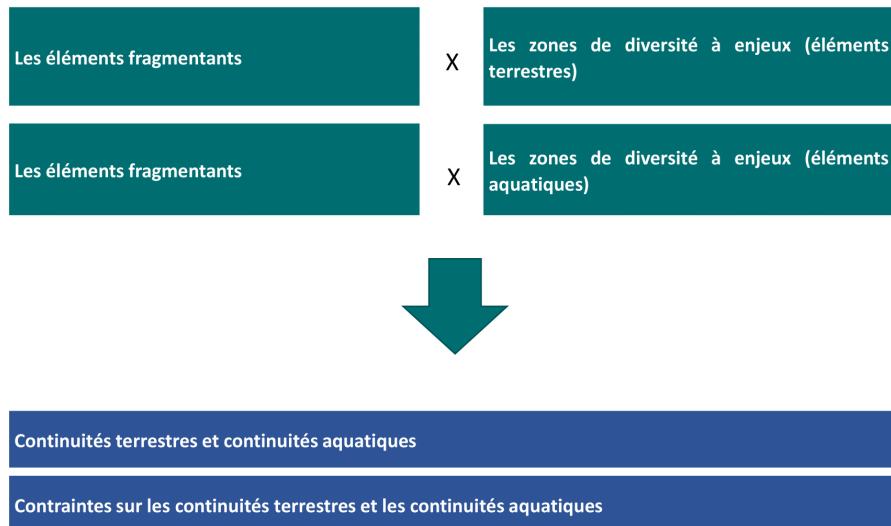 Les éléments fragmentants
X
Les zones de diversité à enjeux (éléments
terrestres)
Les éléments fragmentants
X
Les zones de diversité à enjeux (éléments
aquatiques)
Continuités terrestres et continuités aquatiques
Contraintes sur les continuités terrestres et les continuités aquatiques